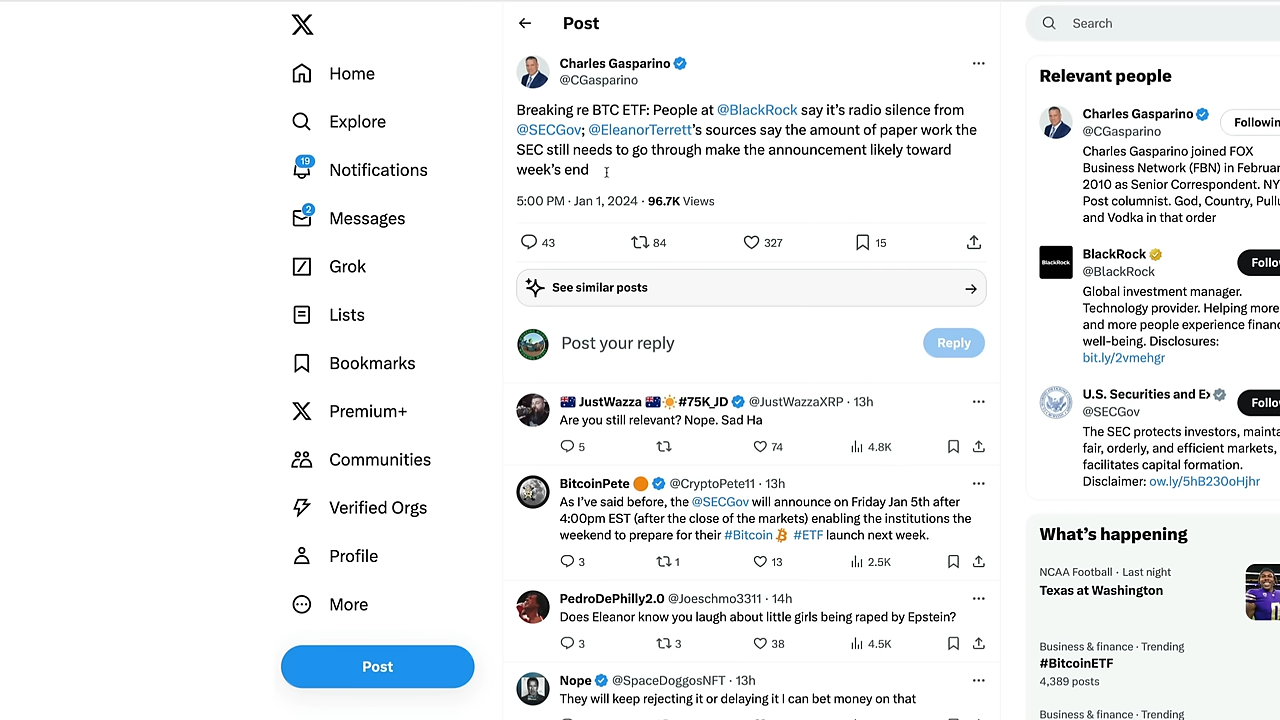 Home
Explore
19
Notifications
2
Messages
Grok
Lists
Bookmarks
Premium+
Communities
Verified Orgs
Profile
More
Post
Post
Charles Gasparino
@CGasparino
Breaking re BTC ETF: People at @BlackRock say it’s radio silence from
@SECGov; @EleanorTerrett’s sources say the amount of paper work the
SEC still needs to go through make the announcement likely toward
week’s end
5:00 PM · Jan 1, 2024 · 96.7K Views
43 84 327 15
See similar posts
Post your reply
Reply
🇦🇺 JustWazza 🇦🇺☀️#75K_JD @JustWazzaXRP · 13h
Are you still relevant? Nope. Sad Ha
5 74 4.8K
BitcoinPete 🟠 @CryptoPete11 · 13h
As I’ve said before, the @SECGov will announce on Friday Jan 5th after
4:00pm EST (after the close of the markets) enabling the institutions the
weekend to prepare for their #Bitcoin ₿ #ETF launch next week.
3 1 13 2.5K
PedroDePhilly2.0 @Joeschmo3311 · 14h
Does Eleanor know you laugh about little girls being raped by Epstein?
3 3 38 4.5K
Nope @SpaceDoggosNFT · 13h
They will keep rejecting it or delaying it I can bet money on that
Search
Relevant people
Charles Gasparino
@CGasparino
Followin
Charles Gasparino joined FOX
Business Network (FBN) in Februar
2010 as Senior Correspondent. NY
Post columnist. God, Country, Pullu
and Vodka in that order
BlackRock
BlackRock
@BlackRock
Follo
Global investment manager.
Technology provider. Helping more
and more people experience financ
well-being. Disclosures:
bit.ly/2vmehgr
U.S. Securities and Ex
@SECGov
Follo
The SEC protects investors, mainta
fair, orderly, and efficient markets,
facilitates capital formation.
Disclaimer: ow.ly/5hB230oHjhr
What’s happening
NCAA Football · Last night
Texas at Washington
Business & finance · Trending
#BitcoinETF
4,389 posts
Business & finance · Trending